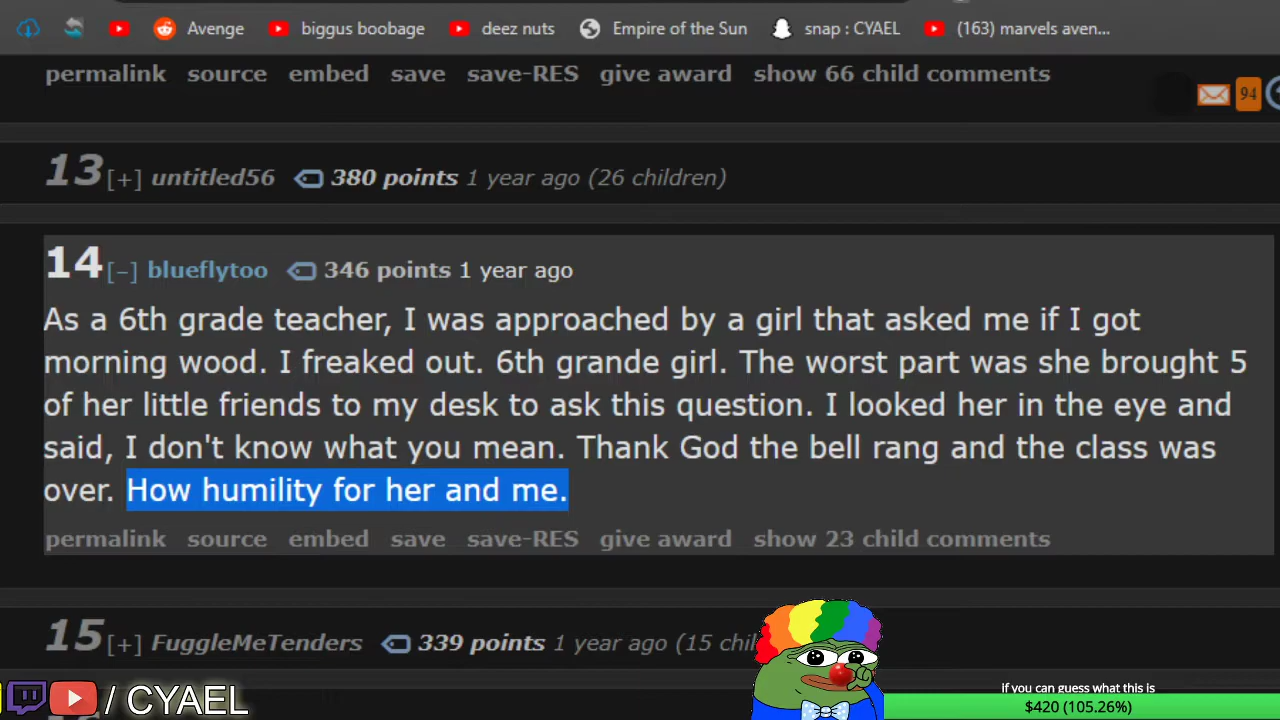 Avenge biggus boobage deez nuts Empire of the Sun snap : CYAEL (163) marvels aven...
permalink source embed save save-RES give award show 66 child comments
94
13 [+] untitled56 380 points 1 year ago (26 children)
14 [–] blueflytoo 346 points 1 year ago
As a 6th grade teacher, I was approached by a girl that asked me if I got
morning wood. I freaked out. 6th grande girl. The worst part was she brought 5
of her little friends to my desk to ask this question. I looked her in the eye and
said, I don't know what you mean. Thank God the bell rang and the class was
over. How humility for her and me.
permalink source embed save save-RES give award show 23 child comments
15 [+] FuggleMeTenders 339 points 1 year ago (15 chil
/ CYAEL
if you can guess what this is
$420 (105.26%)